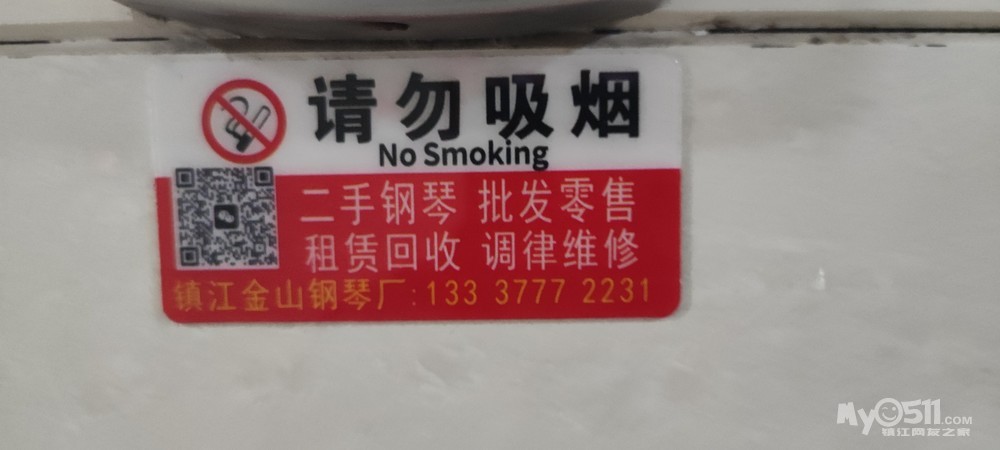 请勿吸烟
No Smoking
二手钢琴 批发零售
租赁回收 调律维修
镇江金山钢琴厂:133 3777 2231
My0511.COM
镇江网友之家